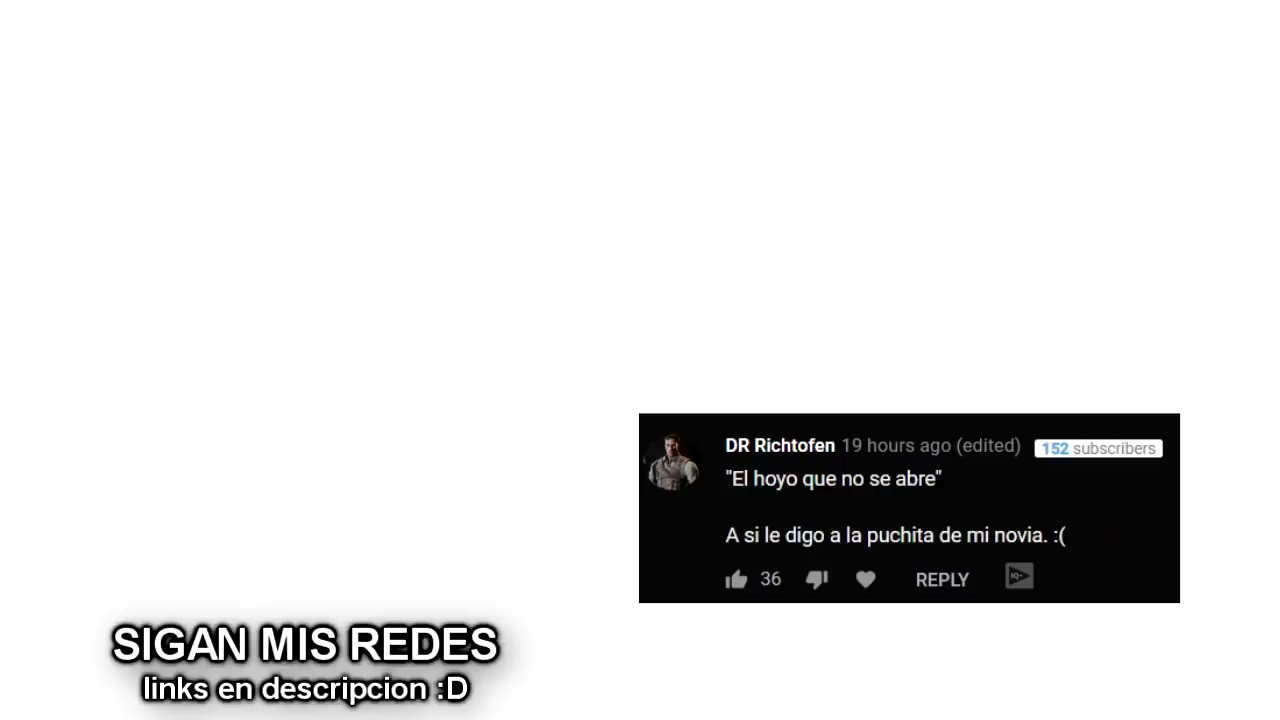 DR Richtofen 19 hours ago (edited) 152 subscribers
"El hoyo que no se abre"
A si le digo a la puchita de mi novia. :(
36 REPLY IQ+
SIGAN MIS REDES
links en descripcion :D